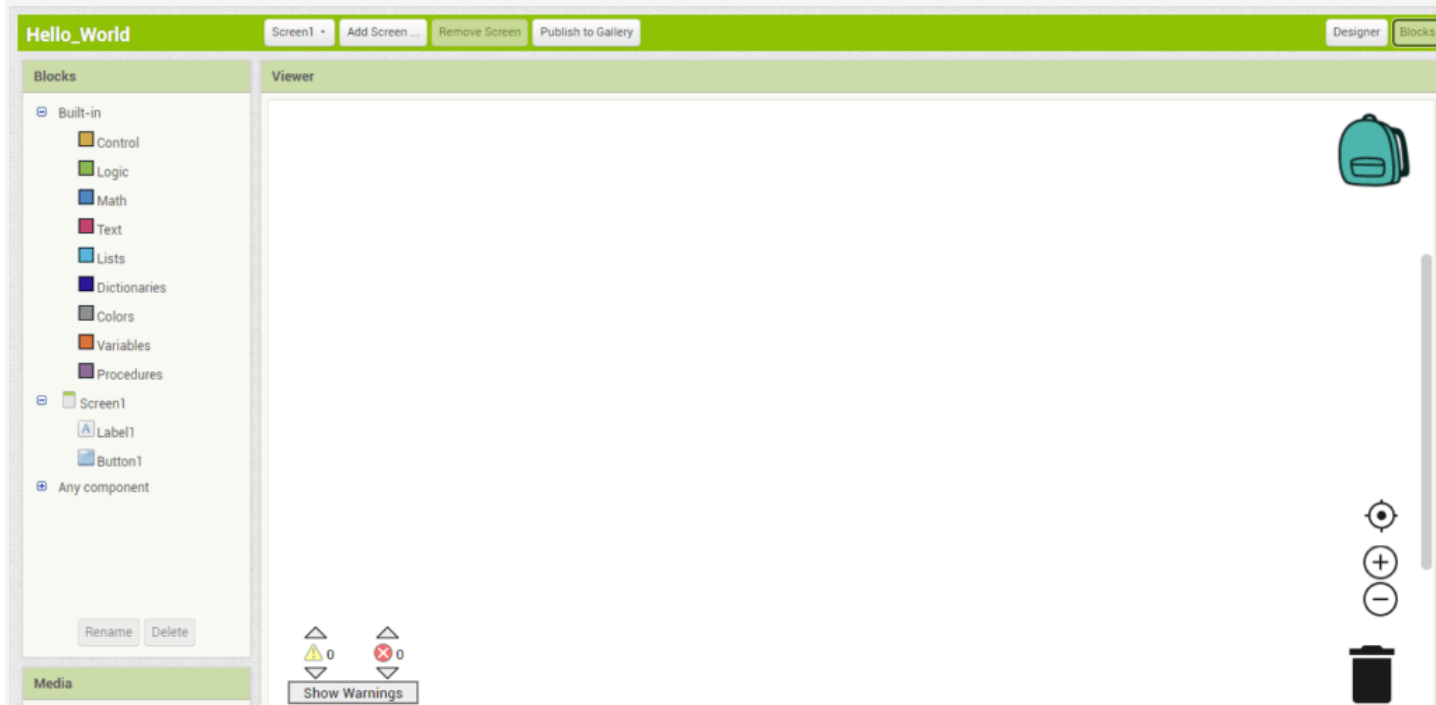 Hello_World
Screen1
Add Screen ...
Remove Screen
Publish to Gallery
Designer
Blocks
Blocks
Viewer
Built-in
Control
Logic
Math
Text
Lists
Dictionaries
Colors
Variables
Procedures
Screen1
A Label1
Button1
Any component
Rename
Delete
0
0
Show Warnings
Media